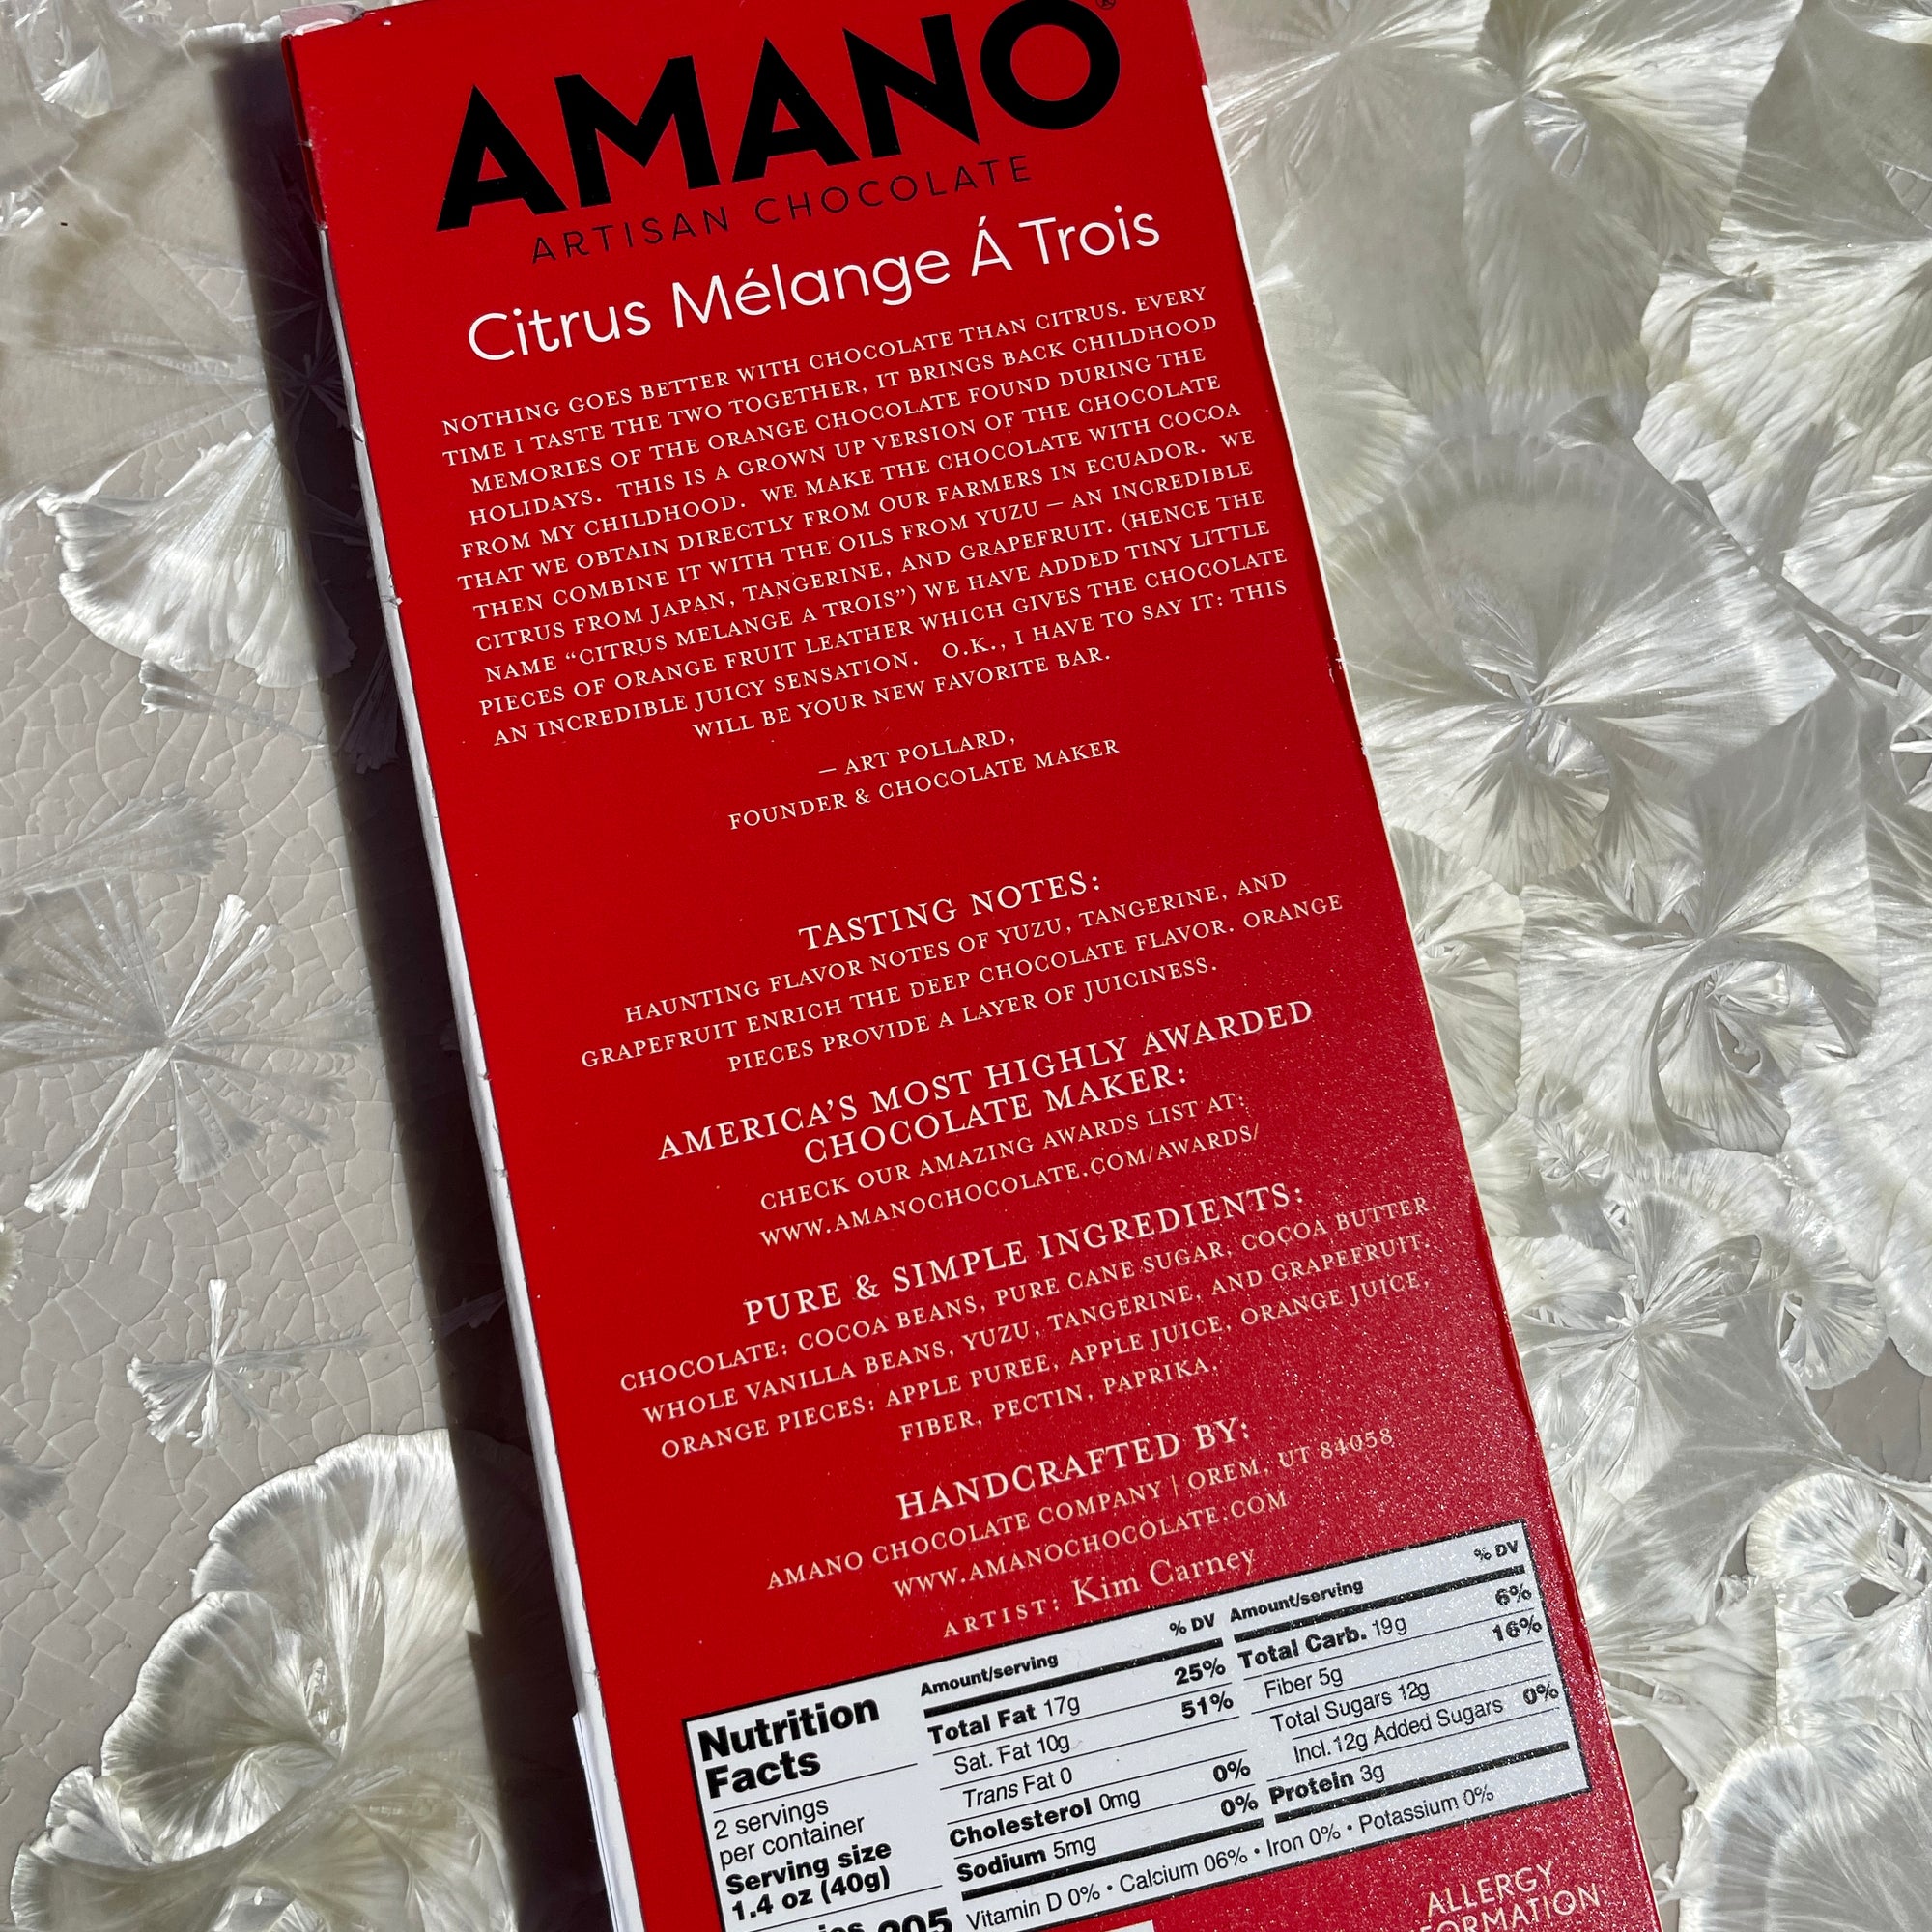 AMANO®
ARTISAN CHOCOLATE
Citrus Mélange Á Trois
NOTHING GOES BETTER WITH CHOCOLATE THAN CITRUS. EVERY
TIME I TASTE THE TWO TOGETHER, IT BRINGS BACK CHILDHOOD
MEMORIES OF THE ORANGE CHOCOLATE FOUND DURING THE
HOLIDAYS. THIS IS A GROWN UP VERSION OF THE CHOCOLATE
FROM MY CHILDHOOD. WE MAKE THE CHOCOLATE WITH COCOA
THAT WE OBTAIN DIRECTLY FROM OUR FARMERS IN ECUADOR. WE
THEN COMBINE IT WITH THE OILS FROM YUZU – AN INCREDIBLE
CITRUS FROM JAPAN, TANGERINE, AND GRAPEFRUIT. (HENCE THE
NAME “CITRUS MELANGE A TROIS”) WE HAVE ADDED TINY LITTLE
PIECES OF ORANGE FRUIT LEATHER WHICH GIVES THE CHOCOLATE
AN INCREDIBLE JUICY SENSATION. O.K., I HAVE TO SAY IT: THIS
WILL BE YOUR NEW FAVORITE BAR.
– ART POLLARD,
FOUNDER & CHOCOLATE MAKER
TASTING NOTES:
HAUNTING FLAVOR NOTES OF YUZU, TANGERINE, AND
GRAPEFRUIT ENRICH THE DEEP CHOCOLATE FLAVOR. ORANGE
PIECES PROVIDE A LAYER OF JUICINESS.
AMERICA’S MOST HIGHLY AWARDED
CHOCOLATE MAKER:
CHECK OUR AMAZING AWARDS LIST AT:
WWW.AMANOCHOCOLATE.COM/AWARDS/
PURE & SIMPLE INGREDIENTS:
CHOCOLATE: COCOA BEANS, PURE CANE SUGAR, COCOA BUTTER,
WHOLE VANILLA BEANS, YUZU, TANGERINE, AND GRAPEFRUIT.
ORANGE PIECES: APPLE PUREE, APPLE JUICE, ORANGE JUICE,
FIBER, PECTIN, PAPRIKA.
HANDCRAFTED BY:
AMANO CHOCOLATE COMPANY | OREM, UT 84058
WWW.AMANOCHOCOLATE.COM
ARTIST: Kim Carney
Nutrition
Facts
2 servings
per container
Serving size
1.4 oz (40g)
205
Amount/serving % DV
Total Fat 17g 25%
Sat. Fat 10g 51%
Trans Fat 0
Cholesterol 0mg 0%
Sodium 5mg 0%
Amount/serving % DV
Total Carb. 19g 6%
Fiber 5g 16%
Total Sugars 12g
Incl. 12g Added Sugars 0%
Protein 3g
Vitamin D 0% • Calcium 06% • Iron 0% • Potassium 0%
ALLERGY